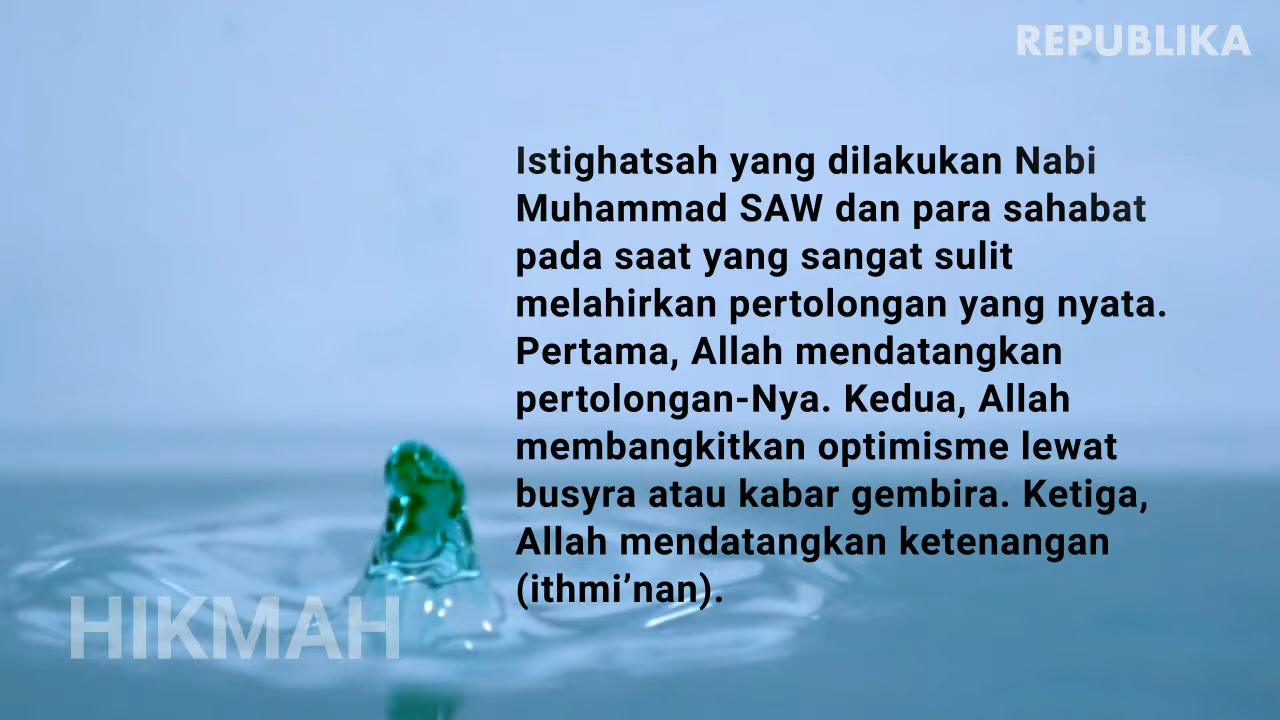 REPUBLIKA
Istighatsah yang dilakukan Nabi
Muhammad SAW dan para sahabat
pada saat yang sangat sulit
melahirkan pertolongan yang nyata.
Pertama, Allah mendatangkan
pertolongan-Nya. Kedua, Allah
membangkitkan optimisme lewat
busyra atau kabar gembira. Ketiga,
Allah mendatangkan ketenangan
(ithmi’nan).
HIKMAH